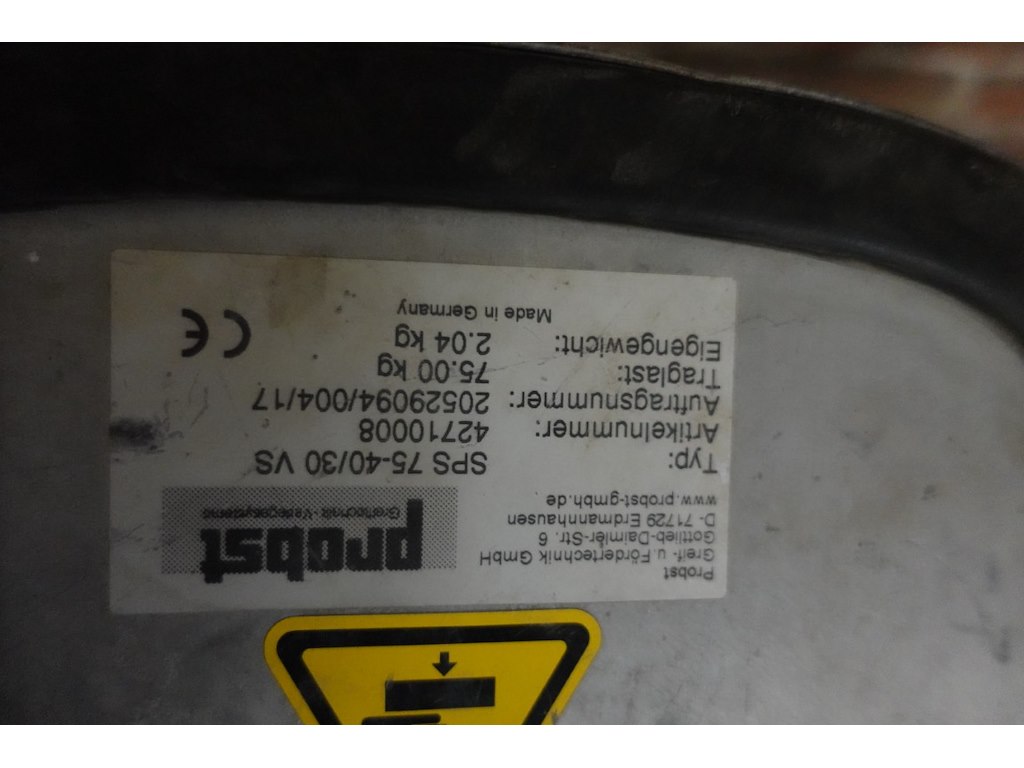 Probst
Greif- u. Fördertechnik GmbH
Gottlieb-Daimler-Str. 6
D- 71729 Erdmannhausen
www.probst-gmbh.de
probst
Greiftechnik · Verlegesysteme
Typ: SPS 75-40/30 VS
Artikelnummer: 42710008
Auftragsnummer: 20529094/004/17
Traglast: 75.00 kg
Eigengewicht: 2.04 kg
Made in Germany
CE